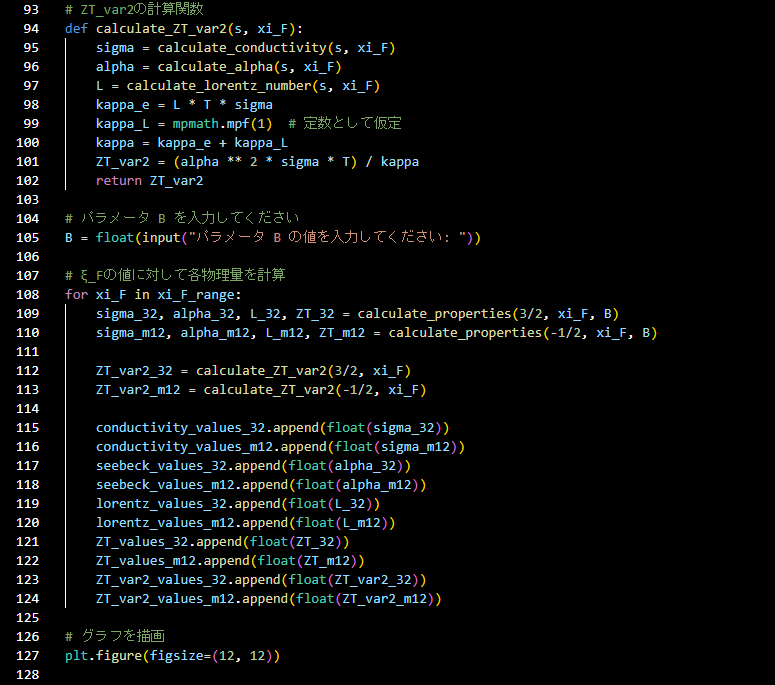 93 # ZT_var2の計算関数
94 def calculate_ZT_var2(s, xi_F):
95     sigma = calculate_conductivity(s, xi_F)
96     alpha = calculate_alpha(s, xi_F)
97     L = calculate_lorentz_number(s, xi_F)
98     kappa_e = L * T * sigma
99     kappa_L = mpmath.mpf(1)  # 定数として仮定
100     kappa = kappa_e + kappa_L
101     ZT_var2 = (alpha ** 2 * sigma * T) / kappa
102     return ZT_var2
103
104 # パラメータ B を入力してください
105 B = float(input("パラメータ B の値を入力してください: "))
106
107 # ξ_Fの値に対して各物理量を計算
108 for xi_F in xi_F_range:
109     sigma_32, alpha_32, L_32, ZT_32 = calculate_properties(3/2, xi_F, B)
110     sigma_m12, alpha_m12, L_m12, ZT_m12 = calculate_properties(-1/2, xi_F, B)
111
112     ZT_var2_32 = calculate_ZT_var2(3/2, xi_F)
113     ZT_var2_m12 = calculate_ZT_var2(-1/2, xi_F)
114
115     conductivity_values_32.append(float(sigma_32))
116     conductivity_values_m12.append(float(sigma_m12))
117     seebeck_values_32.append(float(alpha_32))
118     seebeck_values_m12.append(float(alpha_m12))
119     lorentz_values_32.append(float(L_32))
120     lorentz_values_m12.append(float(L_m12))
121     ZT_values_32.append(float(ZT_32))
122     ZT_values_m12.append(float(ZT_m12))
123     ZT_var2_values_32.append(float(ZT_var2_32))
124     ZT_var2_values_m12.append(float(ZT_var2_m12))
125
126 # グラフを描画
127 plt.figure(figsize=(12, 12))
128